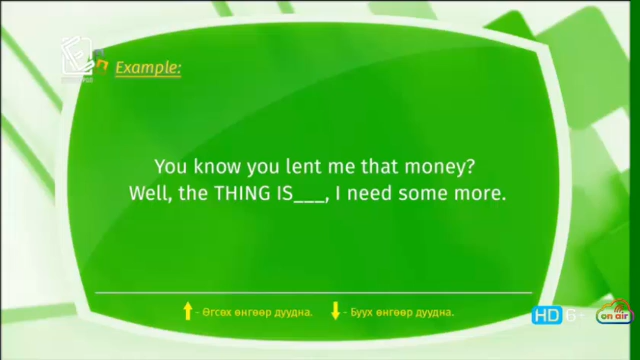 Example:
You know you lent me that money?
Well, the THING IS___, I need some more.
- Өгсөх өнгөөр дуудна. - Буух өнгөөр дуудна.
HD 6+ on air